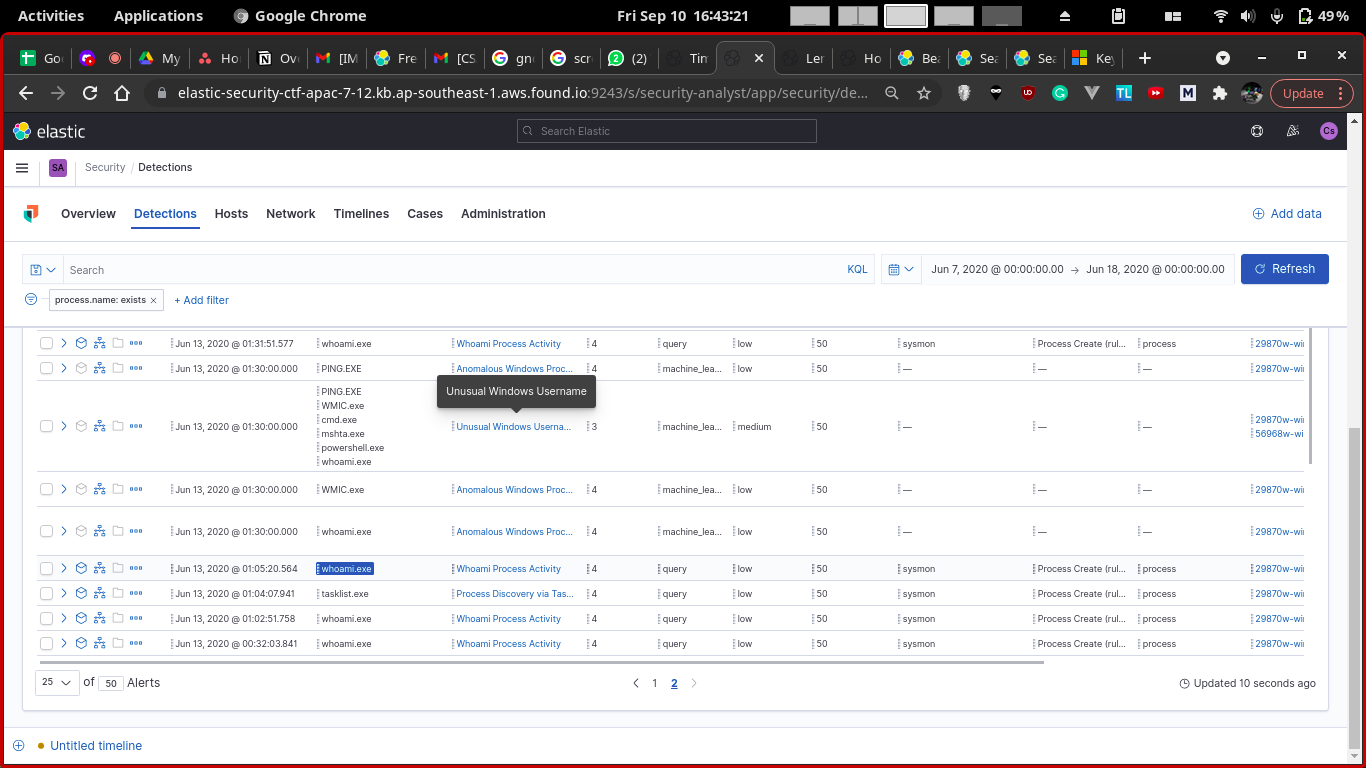 Activities Applications Google Chrome Fri Sep 10 16:43:21 49%
Goo My Ho Ov [IM Fre [CS gn scr (2) Tim Ler Ho Be Sea Sea Key
elastic-security-ctf-apac-7-12.kb.ap-southeast-1.aws.found.io:9243/s/security-analyst/app/security/de... Update
elastic Search Elastic Cs
SA Security / Detections
Overview Detections Hosts Network Timelines Cases Administration Add data
Search KQL Jun 7, 2020 @ 00:00:00.00 → Jun 18, 2020 @ 00:00:00.00 Refresh
process.name: exists × + Add filter
Jun 13, 2020 @ 01:31:51.577 whoami.exe Whoami Process Activity 4 query low 50 sysmon Process Create (rul... process 29870w-wi
Jun 13, 2020 @ 01:30:00.000 PING.EXE Anomalous Windows Proc... 4 machine_lea... low 50 — — — 29870w-wi
Unusual Windows Username
PING.EXE
WMIC.exe
cmd.exe
Jun 13, 2020 @ 01:30:00.000 mshta.exe Unusual Windows Userna... 3 machine_lea... medium 50 — — — 29870w-wi
56968w-wi
powershell.exe
whoami.exe
Jun 13, 2020 @ 01:30:00.000 WMIC.exe Anomalous Windows Proc... 4 machine_lea... low 50 — — — 29870w-wi
Jun 13, 2020 @ 01:30:00.000 whoami.exe Anomalous Windows Proc... 4 machine_lea... low 50 — — — 29870w-wi
Jun 13, 2020 @ 01:05:20.564 whoami.exe Whoami Process Activity 4 query low 50 sysmon Process Create (rul... process 29870w-wi
Jun 13, 2020 @ 01:04:07.941 tasklist.exe Process Discovery via Tas... 4 query low 50 sysmon Process Create (rul... process 29870w-wi
Jun 13, 2020 @ 01:02:51.758 whoami.exe Whoami Process Activity 4 query low 50 sysmon Process Create (rul... process 29870w-wi
Jun 13, 2020 @ 00:32:03.841 whoami.exe Whoami Process Activity 4 query low 50 sysmon Process Create (rul... process 29870w-wi
25 of 50 Alerts 1 2 Updated 10 seconds ago
Untitled timeline